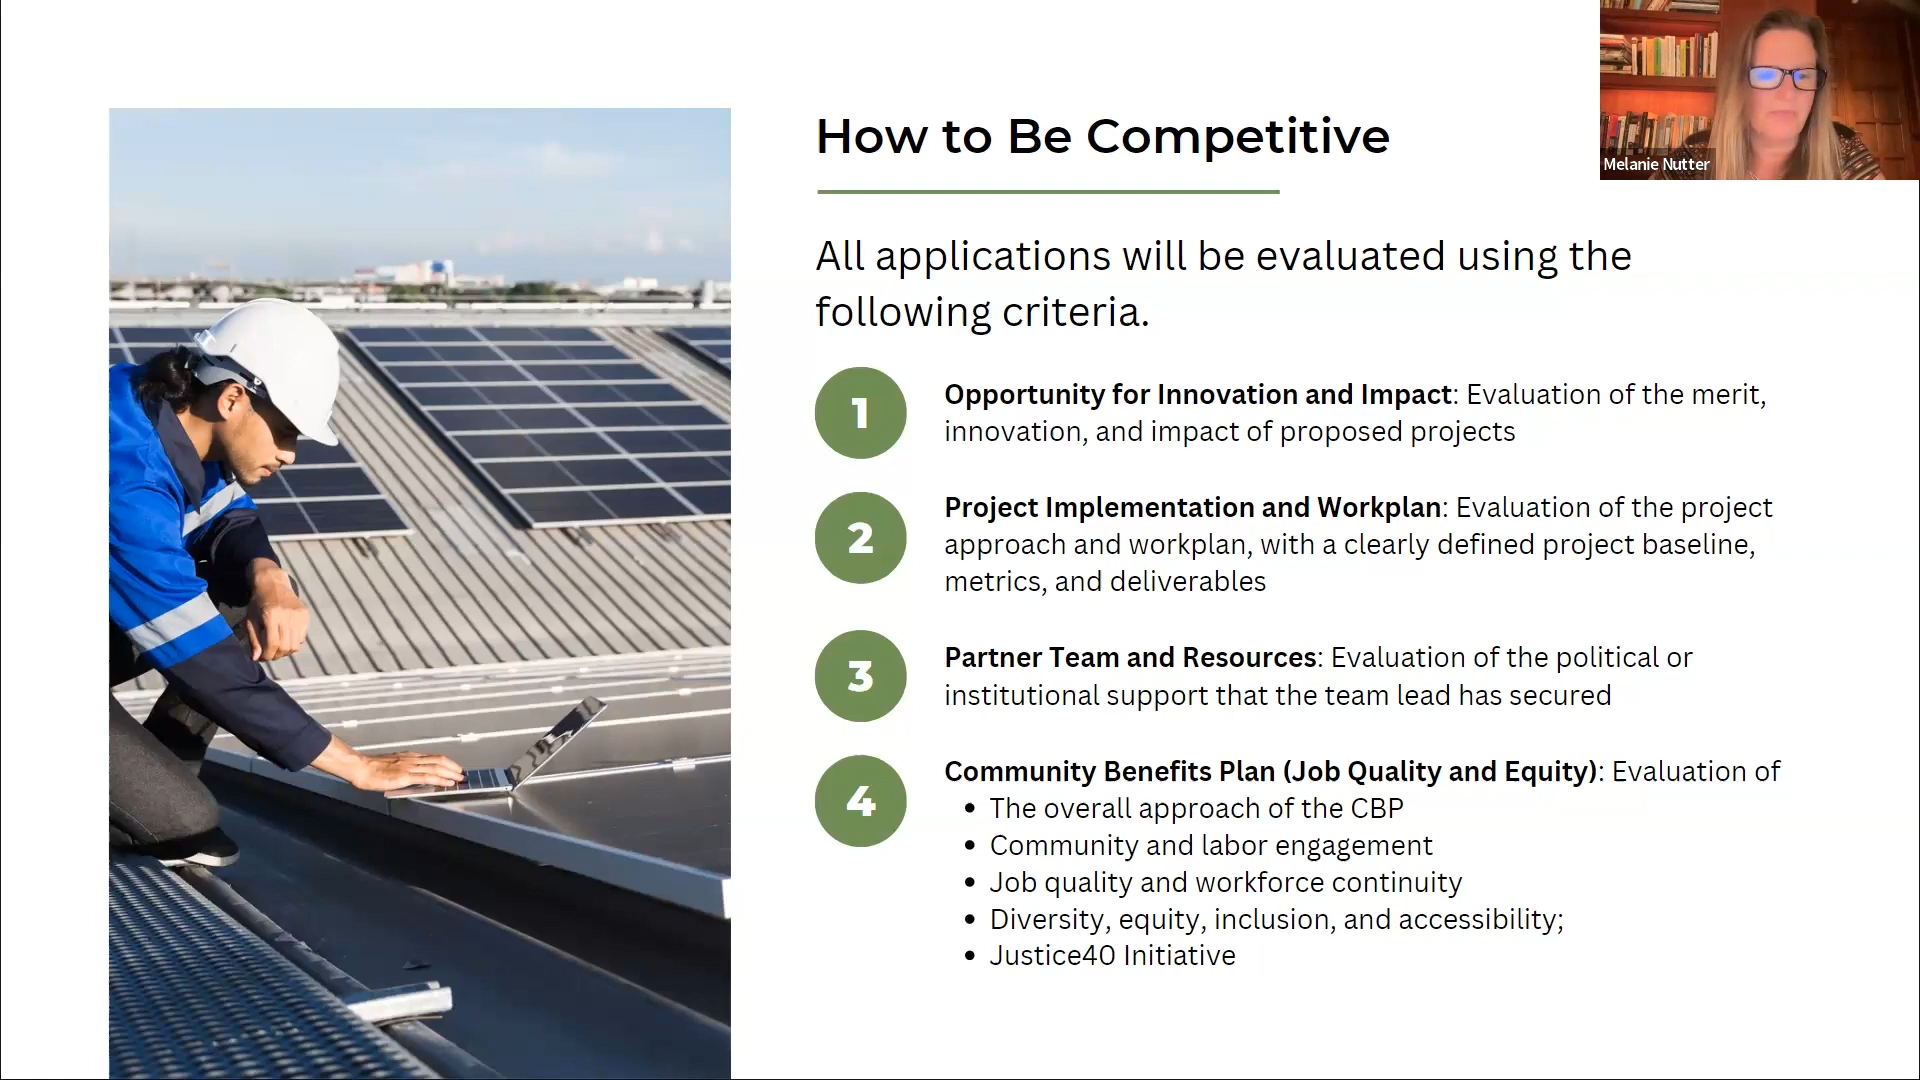 How to Be Competitive
Melanie Nutter
All applications will be evaluated using the
following criteria.
1
Opportunity for Innovation and Impact: Evaluation of the merit,
innovation, and impact of proposed projects
2
Project Implementation and Workplan: Evaluation of the project
approach and workplan, with a clearly defined project baseline,
metrics, and deliverables
3
Partner Team and Resources: Evaluation of the political or
institutional support that the team lead has secured
4
Community Benefits Plan (Job Quality and Equity): Evaluation of
• The overall approach of the CBP
• Community and labor engagement
• Job quality and workforce continuity
• Diversity, equity, inclusion, and accessibility;
• Justice40 Initiative